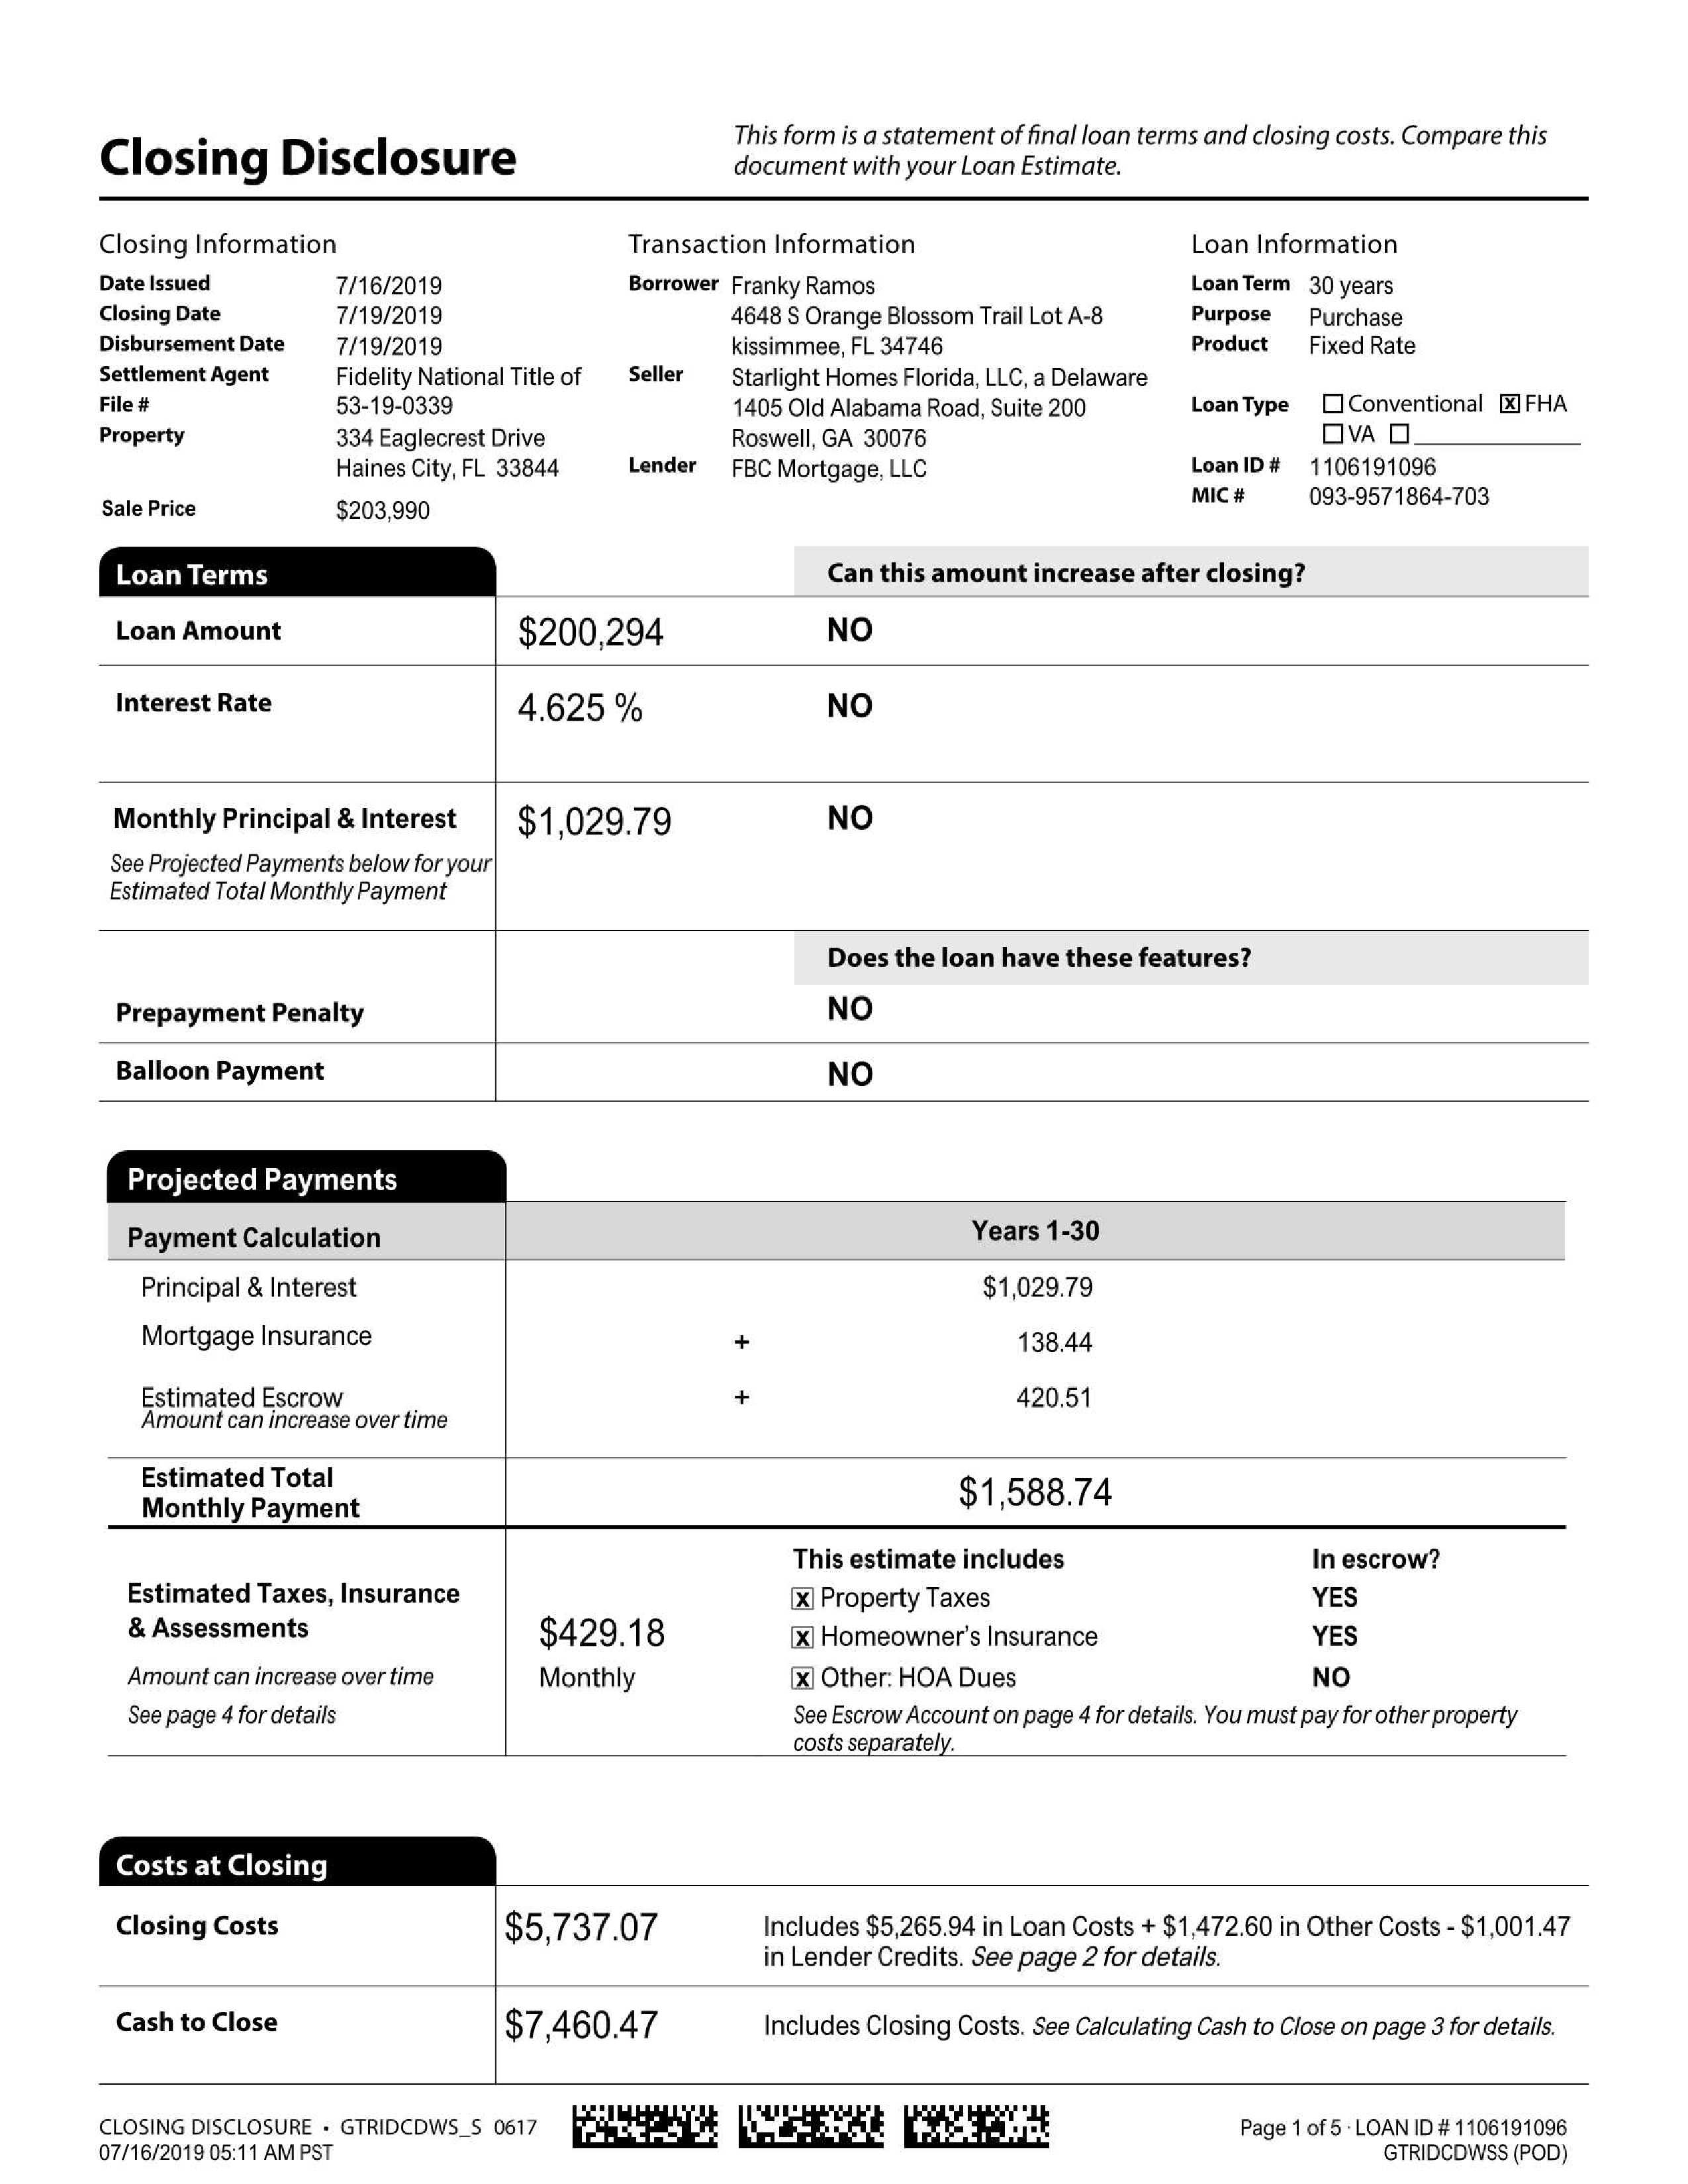 Closing Disclosure
This form is a statement of final loan terms and closing costs. Compare this
document with your Loan Estimate.
Closing Information
Date Issued 7/16/2019
Closing Date 7/19/2019
Disbursement Date 7/19/2019
Settlement Agent Fidelity National Title of
File # 53-19-0339
Property 334 Eaglecrest Drive
Haines City, FL 33844
Sale Price $203,990
Transaction Information
Borrower Franky Ramos
4648 S Orange Blossom Trail Lot A-8
kissimmee, FL 34746
Seller Starlight Homes Florida, LLC, a Delaware
1405 Old Alabama Road, Suite 200
Roswell, GA 30076
Lender FBC Mortgage, LLC
Loan Information
Loan Term 30 years
Purpose Purchase
Product Fixed Rate
Loan Type ☐ Conventional ☒ FHA
☐ VA ☐
Loan ID # 1106191096
MIC # 093-9571864-703
Loan Terms Can this amount increase after closing?
Loan Amount $200,294 NO
Interest Rate 4.625 % NO
Monthly Principal & Interest $1,029.79 NO
See Projected Payments below for your
Estimated Total Monthly Payment
Does the loan have these features?
Prepayment Penalty NO
Balloon Payment NO
Projected Payments
Payment Calculation Years 1-30
Principal & Interest $1,029.79
Mortgage Insurance + 138.44
Estimated Escrow + 420.51
Amount can increase over time
Estimated Total
Monthly Payment $1,588.74
Estimated Taxes, Insurance
& Assessments
Amount can increase over time
See page 4 for details
$429.18
Monthly
This estimate includes In escrow?
☒ Property Taxes YES
☒ Homeowner's Insurance YES
☒ Other: HOA Dues NO
See Escrow Account on page 4 for details. You must pay for other property
costs separately.
Costs at Closing
Closing Costs $5,737.07 Includes $5,265.94 in Loan Costs + $1,472.60 in Other Costs - $1,001.47
in Lender Credits. See page 2 for details.
Cash to Close $7,460.47 Includes Closing Costs. See Calculating Cash to Close on page 3 for details.
CLOSING DISCLOSURE • GTRIDCDWS_S 0617
07/16/2019 05:11 AM PST
Page 1 of 5 · LOAN ID # 1106191096
GTRIDCDWSS (POD)